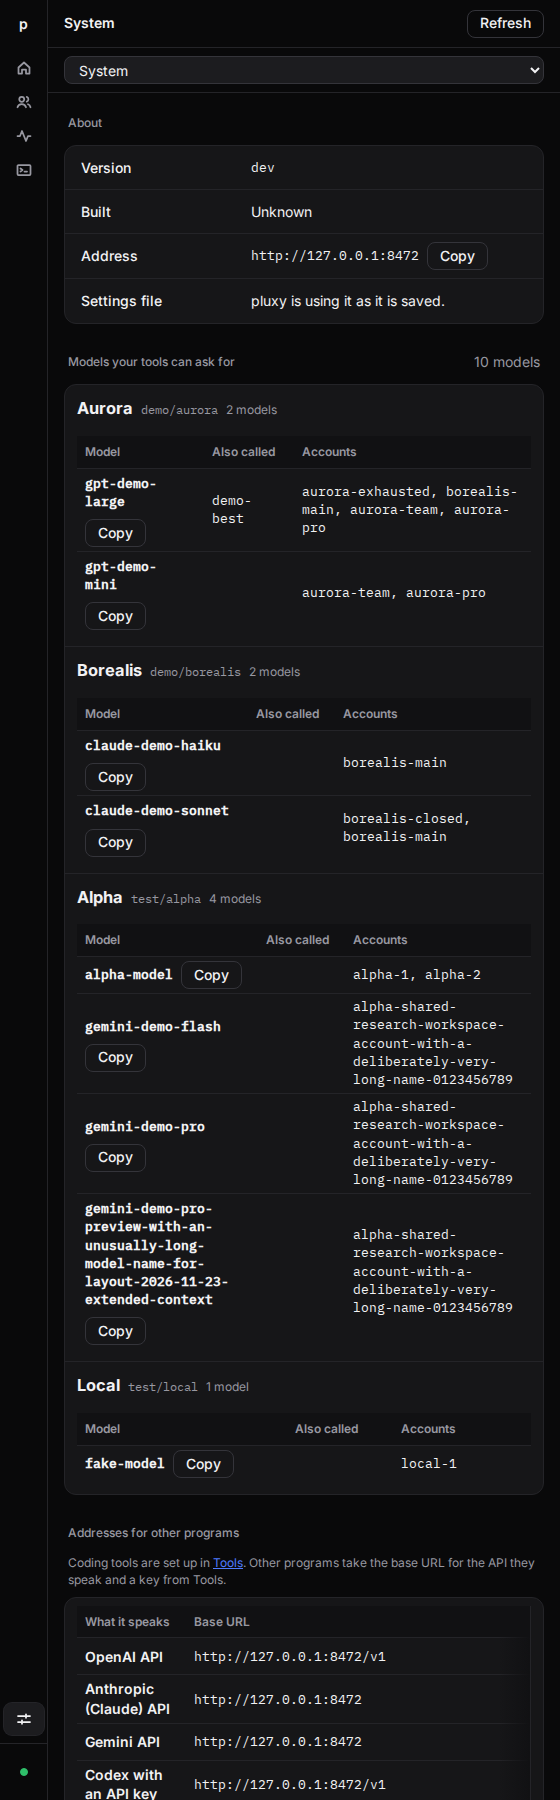 p
System
Refresh
System
About
Version
dev
Built
Unknown
Address
http://127.0.0.1:8472
Copy
Settings file
pluxy is using it as it is saved.
Models your tools can ask for
10 models
Aurora demo/aurora 2 models
Model
Also called
Accounts
gpt-demo-
large
Copy
demo-
best
aurora-exhausted, borealis-
main, aurora-team, aurora-
pro
gpt-demo-
mini
Copy
aurora-team, aurora-pro
Borealis demo/borealis 2 models
Model
Also called
Accounts
claude-demo-haiku
Copy
borealis-main
claude-demo-sonnet
Copy
borealis-closed,
borealis-main
Alpha test/alpha 4 models
Model
Also called
Accounts
alpha-model
Copy
alpha-1, alpha-2
gemini-demo-flash
Copy
alpha-shared-
research-workspace-
account-with-a-
deliberately-very-
long-name-0123456789
gemini-demo-pro
Copy
alpha-shared-
research-workspace-
account-with-a-
deliberately-very-
long-name-0123456789
gemini-demo-pro-
preview-with-an-
unusually-long-
model-name-for-
layout-2026-11-23-
extended-context
Copy
alpha-shared-
research-workspace-
account-with-a-
deliberately-very-
long-name-0123456789
Local test/local 1 model
Model
Also called
Accounts
fake-model
Copy
local-1
Addresses for other programs
Coding tools are set up in Tools. Other programs take the base URL for the API they
speak and a key from Tools.
What it speaks
Base URL
OpenAI API
http://127.0.0.1:8472/v1
Anthropic
(Claude) API
http://127.0.0.1:8472
Gemini API
http://127.0.0.1:8472
Codex with
an API key
http://127.0.0.1:8472/v1